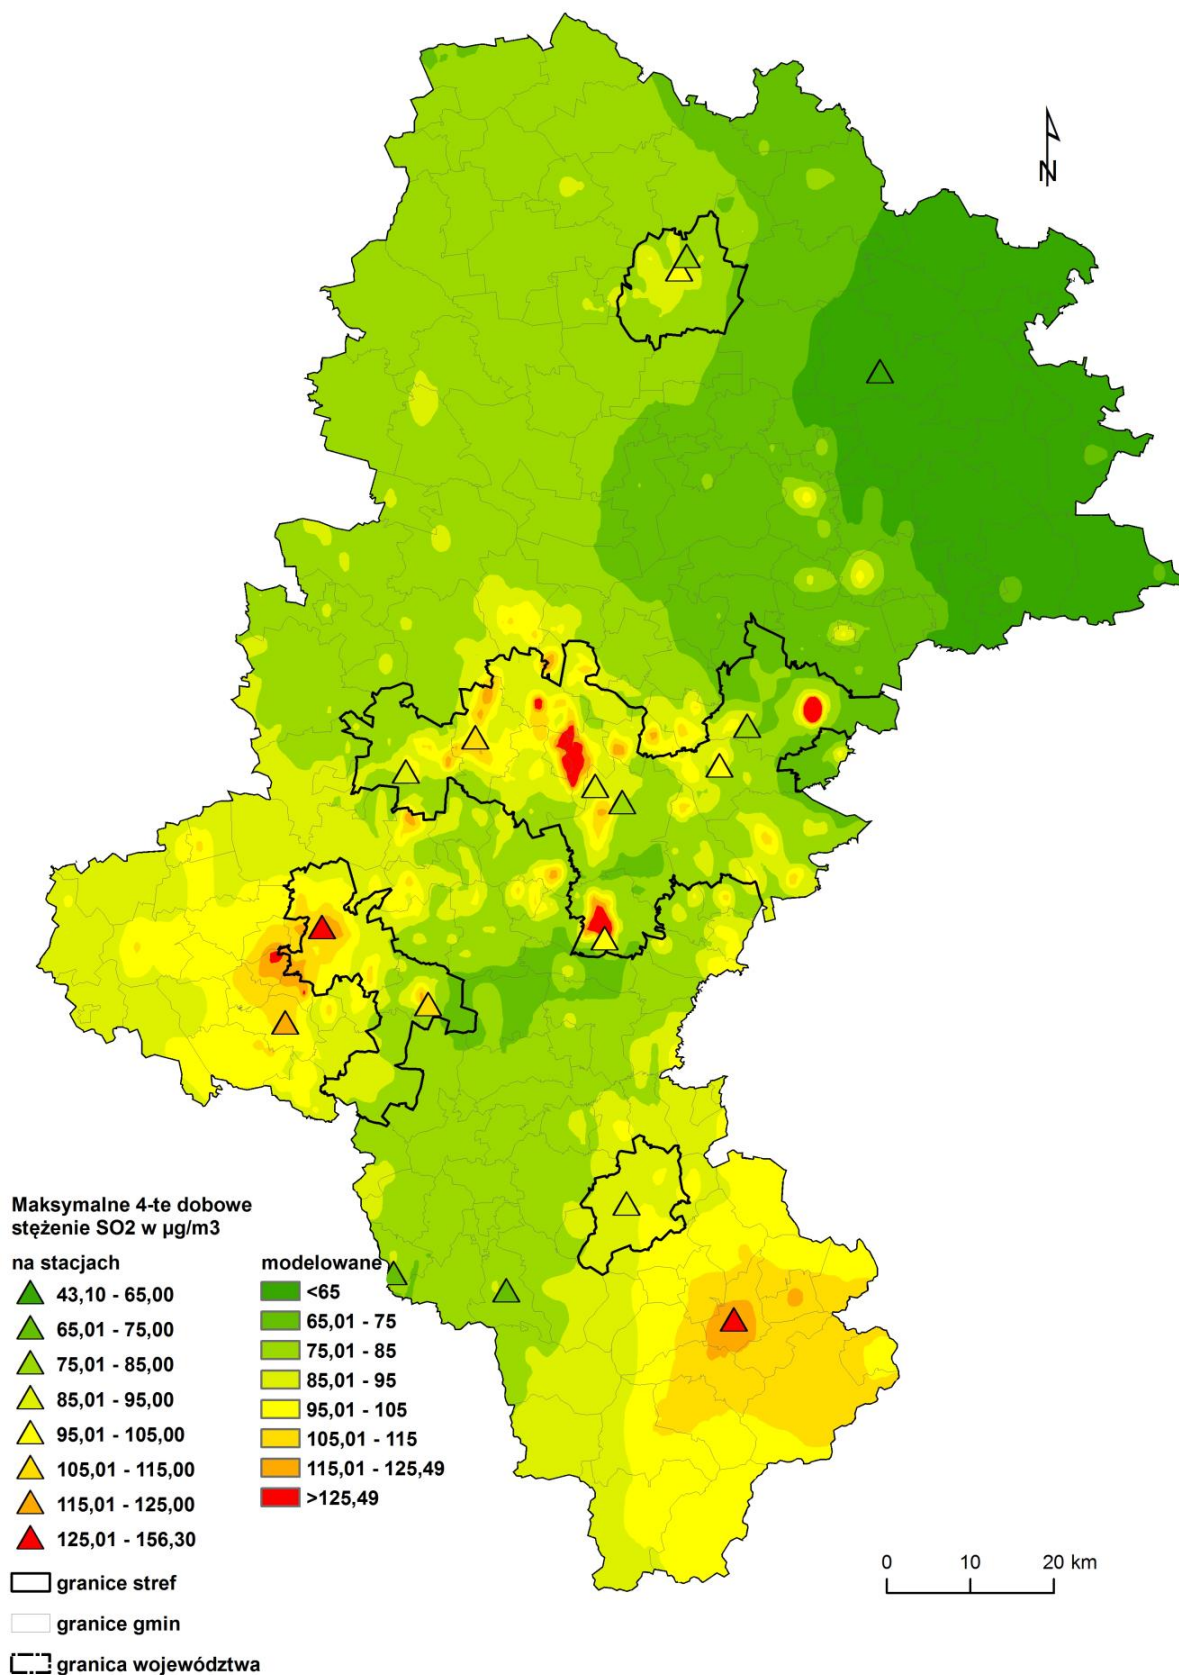 N
Maksymalne 4-te dobowe
stężenie SO2 w µg/m3
na stacjach
43,10 - 65,00
65,01 - 75,00
75,01 - 85,00
85,01 - 95,00
95,01 - 105,00
105,01 - 115,00
115,01 - 125,00
125,01 - 156,30
modelowane
<65
65,01 - 75
75,01 - 85
85,01 - 95
95,01 - 105
105,01 - 115
115,01 - 125,49
>125,49
granice stref
granice gmin
granica województwa
0 10 20 km